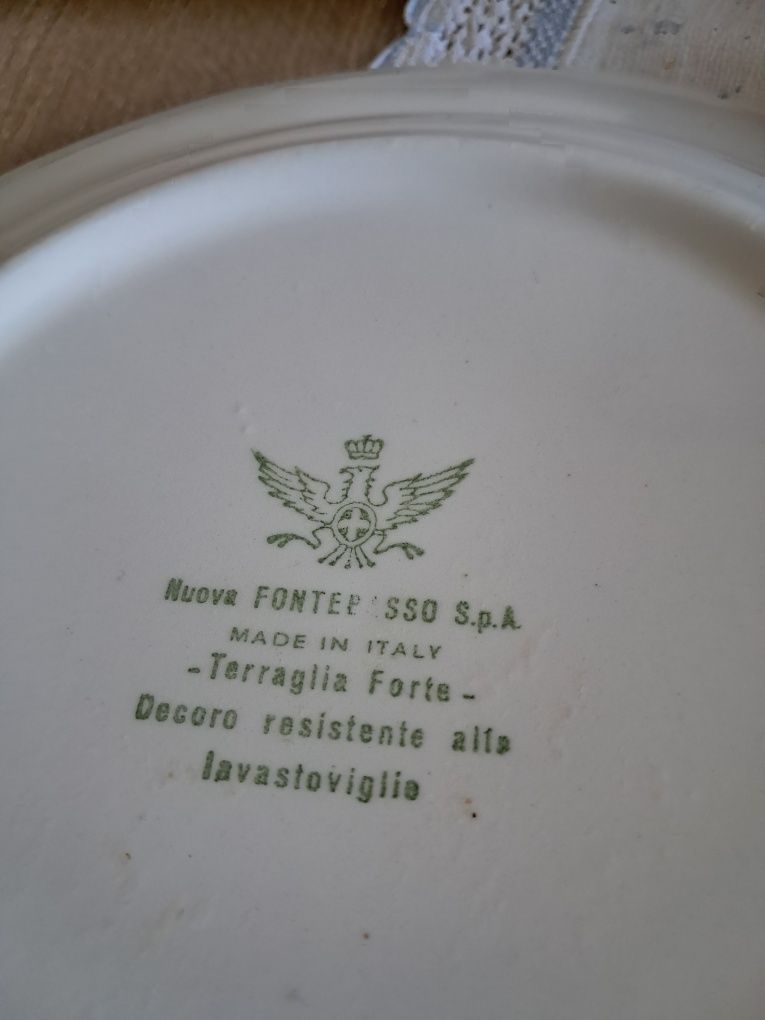 Nuova S.p.A.
MADE IN ITALY
-Terraglia Forte-
Decoro resistente alla
lavastoviglie